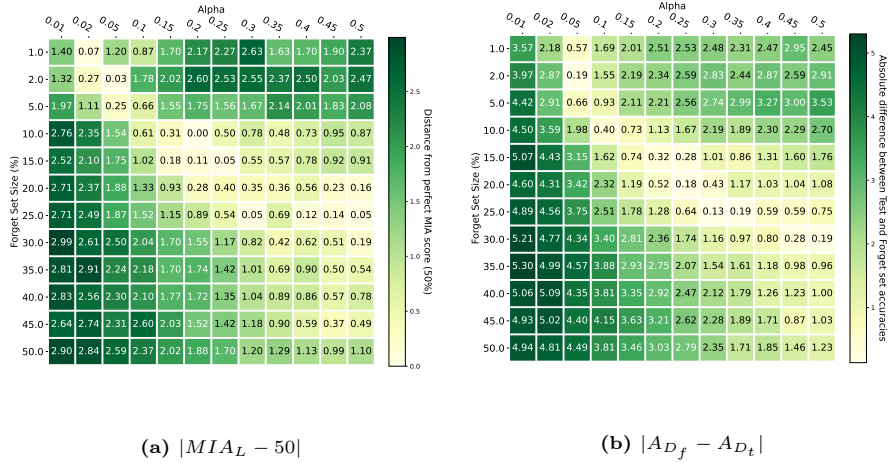 Alpha
0.01 0.02 0.05 0.1 0.15 0.2 0.25 0.3 0.35 0.4 0.45 0.5
Forget Set Size (%)
1.0 1.40 0.07 1.20 0.87 1.70 2.17 2.27 2.63 1.63 1.70 1.90 2.37
2.0 1.32 0.27 0.03 1.78 2.02 2.60 2.53 2.55 2.37 2.50 2.03 2.47
5.0 1.97 1.11 0.25 0.66 1.55 1.75 1.56 1.67 2.14 2.01 1.83 2.08
10.0 2.76 2.35 1.54 0.61 0.31 0.00 0.50 0.78 0.48 0.73 0.95 0.87
15.0 2.52 2.10 1.75 1.02 0.18 0.11 0.05 0.55 0.57 0.78 0.92 0.91
20.0 2.71 2.37 1.88 1.33 0.93 0.28 0.40 0.35 0.36 0.56 0.23 0.16
25.0 2.71 2.49 1.87 1.52 1.15 0.89 0.54 0.05 0.69 0.12 0.14 0.05
30.0 2.99 2.61 2.50 2.04 1.70 1.55 1.17 0.82 0.42 0.62 0.51 0.19
35.0 2.81 2.91 2.24 2.18 1.70 1.74 1.42 1.01 0.69 0.90 0.50 0.54
40.0 2.83 2.56 2.30 2.10 1.77 1.72 1.35 1.04 0.89 0.86 0.57 0.78
45.0 2.64 2.74 2.31 2.60 2.03 1.52 1.42 1.18 0.90 0.59 0.37 0.49
50.0 2.90 2.84 2.59 2.37 2.02 1.88 1.70 1.20 1.29 1.13 0.99 1.10
2.5
2.0
1.5
1.0
0.5
0.0
Distance from perfect MIA score (50%)
(a) |MIA_L − 50|
Alpha
0.01 0.02 0.05 0.1 0.15 0.2 0.25 0.3 0.35 0.4 0.45 0.5
Forget Set Size (%)
1.0 3.57 2.18 0.57 1.69 2.01 2.51 2.53 2.48 2.31 2.47 2.95 2.45
2.0 3.97 2.87 0.19 1.55 2.19 2.34 2.59 2.83 2.44 2.87 2.59 2.91
5.0 4.42 2.91 0.66 0.93 2.11 2.21 2.56 2.74 2.99 3.27 3.00 3.53
10.0 4.50 3.59 1.98 0.40 0.73 1.13 1.67 2.19 1.89 2.30 2.29 2.70
15.0 5.07 4.43 3.15 1.62 0.74 0.32 0.28 1.01 0.86 1.31 1.60 1.76
20.0 4.60 4.31 3.42 2.32 1.19 0.52 0.18 0.43 1.17 1.03 1.04 1.08
25.0 4.89 4.56 3.75 2.51 1.78 1.28 0.64 0.13 0.19 0.59 0.59 0.75
30.0 5.21 4.77 4.34 3.40 2.81 2.36 1.74 1.16 0.97 0.80 0.28 0.19
35.0 5.30 4.99 4.57 3.88 2.93 2.75 2.07 1.54 1.61 1.18 0.98 0.96
40.0 5.06 5.09 4.35 3.81 3.35 2.92 2.47 2.12 1.79 1.26 1.23 1.00
45.0 4.93 5.02 4.40 4.15 3.63 3.21 2.62 2.28 1.89 1.71 0.87 1.03
50.0 4.94 4.81 4.49 3.81 3.46 3.03 2.79 2.35 1.71 1.85 1.46 1.23
5
4
3
2
1
Absolute difference between Test and Forget set accuracies
(b) |A_{D_f} − A_{D_t}|